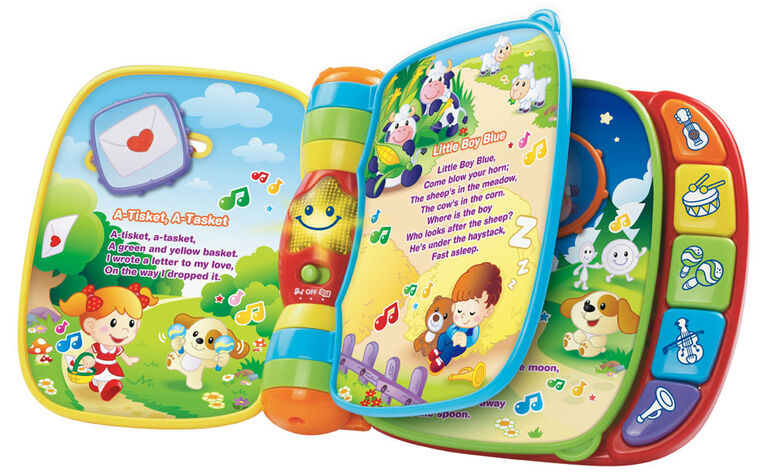 A-Tisket, A-Tasket
A-tisket, a-tasket,
A green and yellow basket.
I wrote a letter to my love,
On the way I dropped it.
OFF
Little Boy Blue
Little Boy Blue,
Come blow your horn;
The sheep's in the meadow,
The cow's in the corn.
Where is the boy
Who looks after the sheep?
He's under the haystack,
Fast asleep.
Z
Z
Z
e moon,
away
e spoon.